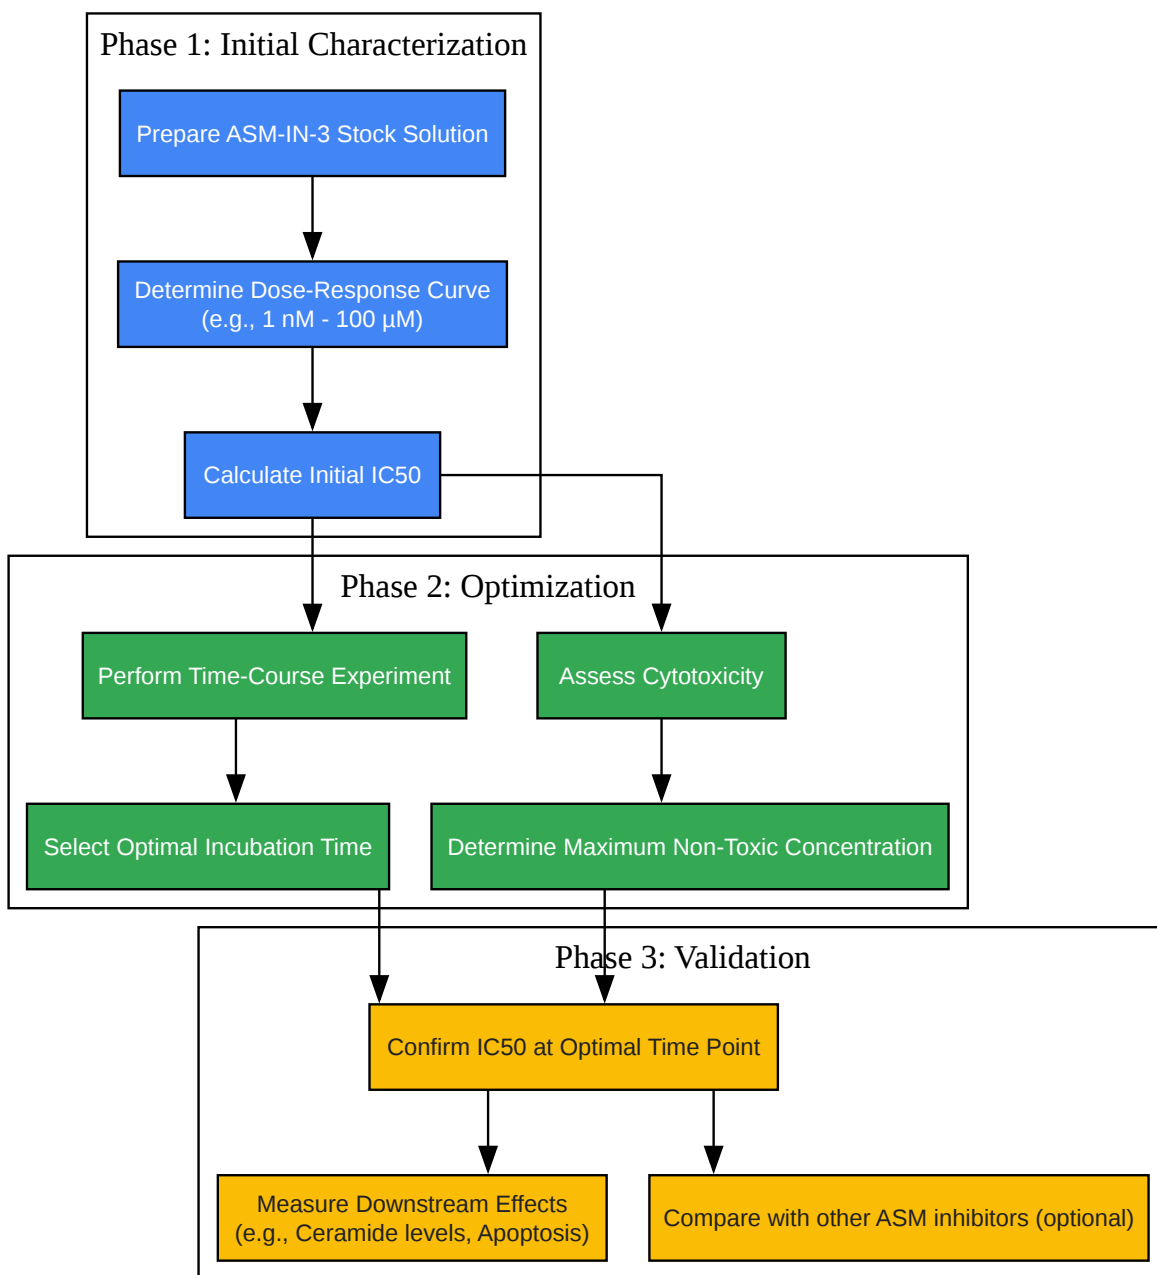 Phase 1: Initial Characterization
Prepare ASM-IN-3 Stock Solution
Determine Dose-Response Curve
(e.g., 1 nM - 100 µM)
Calculate Initial IC50
Phase 2: Optimization
Perform Time-Course Experiment
Assess Cytotoxicity
Select Optimal Incubation Time
Determine Maximum Non-Toxic Concentration
Phase 3: Validation
Confirm IC50 at Optimal Time Point
Measure Downstream Effects
(e.g., Ceramide levels, Apoptosis)
Compare with other ASM inhibitors (optional)